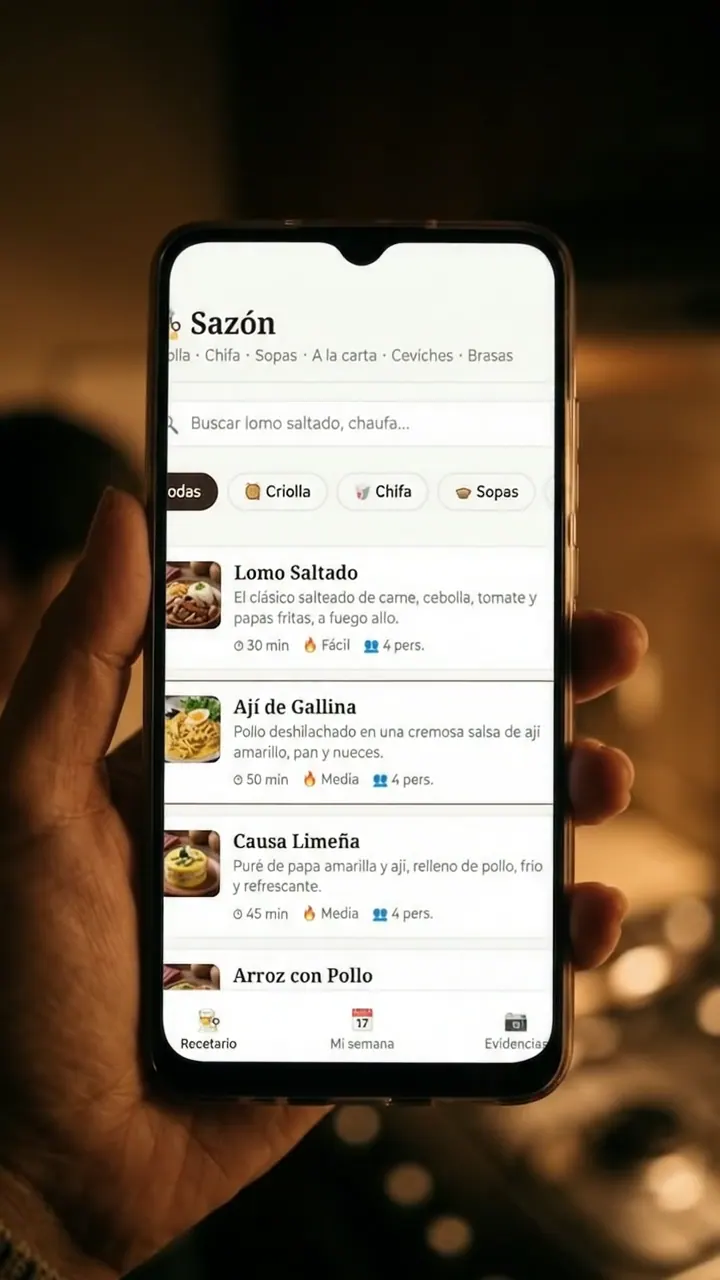 Sazón
olla · Chifa · Sopas · A la carta · Ceviches · Brasas
Buscar lomo saltado, chaufa...
odas
Criolla
Chifa
Sopas
Lomo Saltado
El clásico salteado de carne, cebolla, tomate y
papas fritas, a fuego allo.
30 min Fácil 4 pers.
Ají de Gallina
Pollo deshilachado en una cremosa salsa de ají
amarillo, pan y nueces.
50 min Media 4 pers.
Causa Limeña
Puré de papa amarilla y ají, relleno de pollo, frio
y refrescante.
45 min Media 4 pers.
Arroz con Pollo
17
Recetario
Mi semana
Evidencias